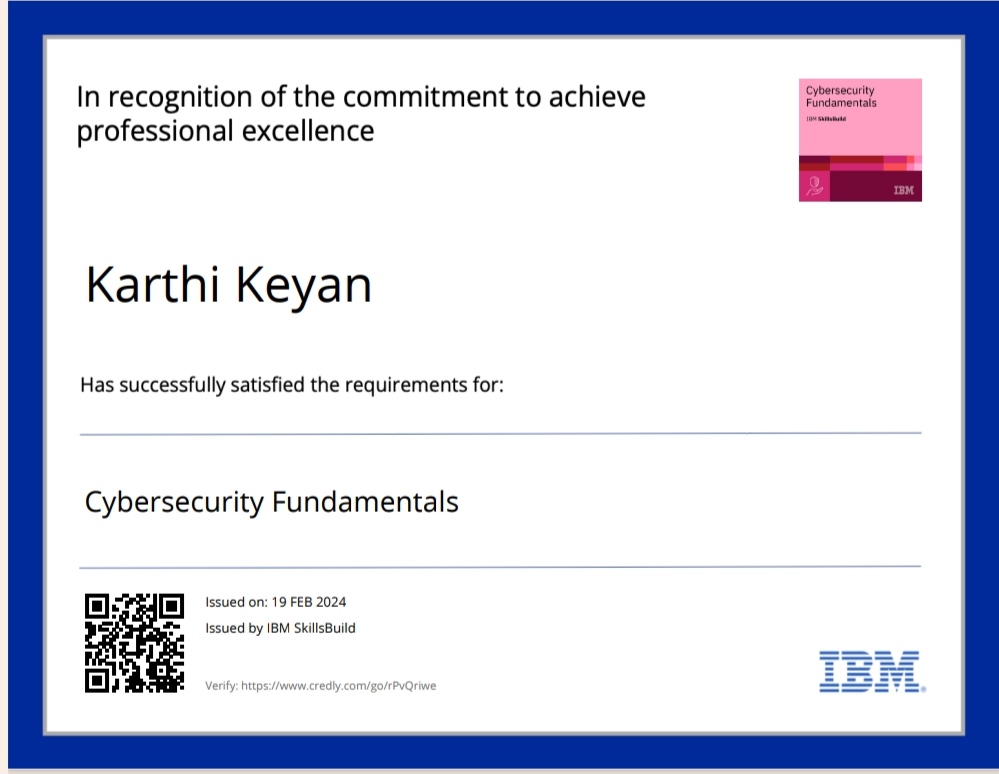 In recognition of the commitment to achieve
professional excellence
Cybersecurity
Fundamentals
IBM SkillsBuild
IBM
Karthi Keyan
Has successfully satisfied the requirements for:
Cybersecurity Fundamentals
Issued on: 19 FEB 2024
Issued by IBM SkillsBuild
Verify: https://www.credly.com/go/rPvQriwe
IBM®